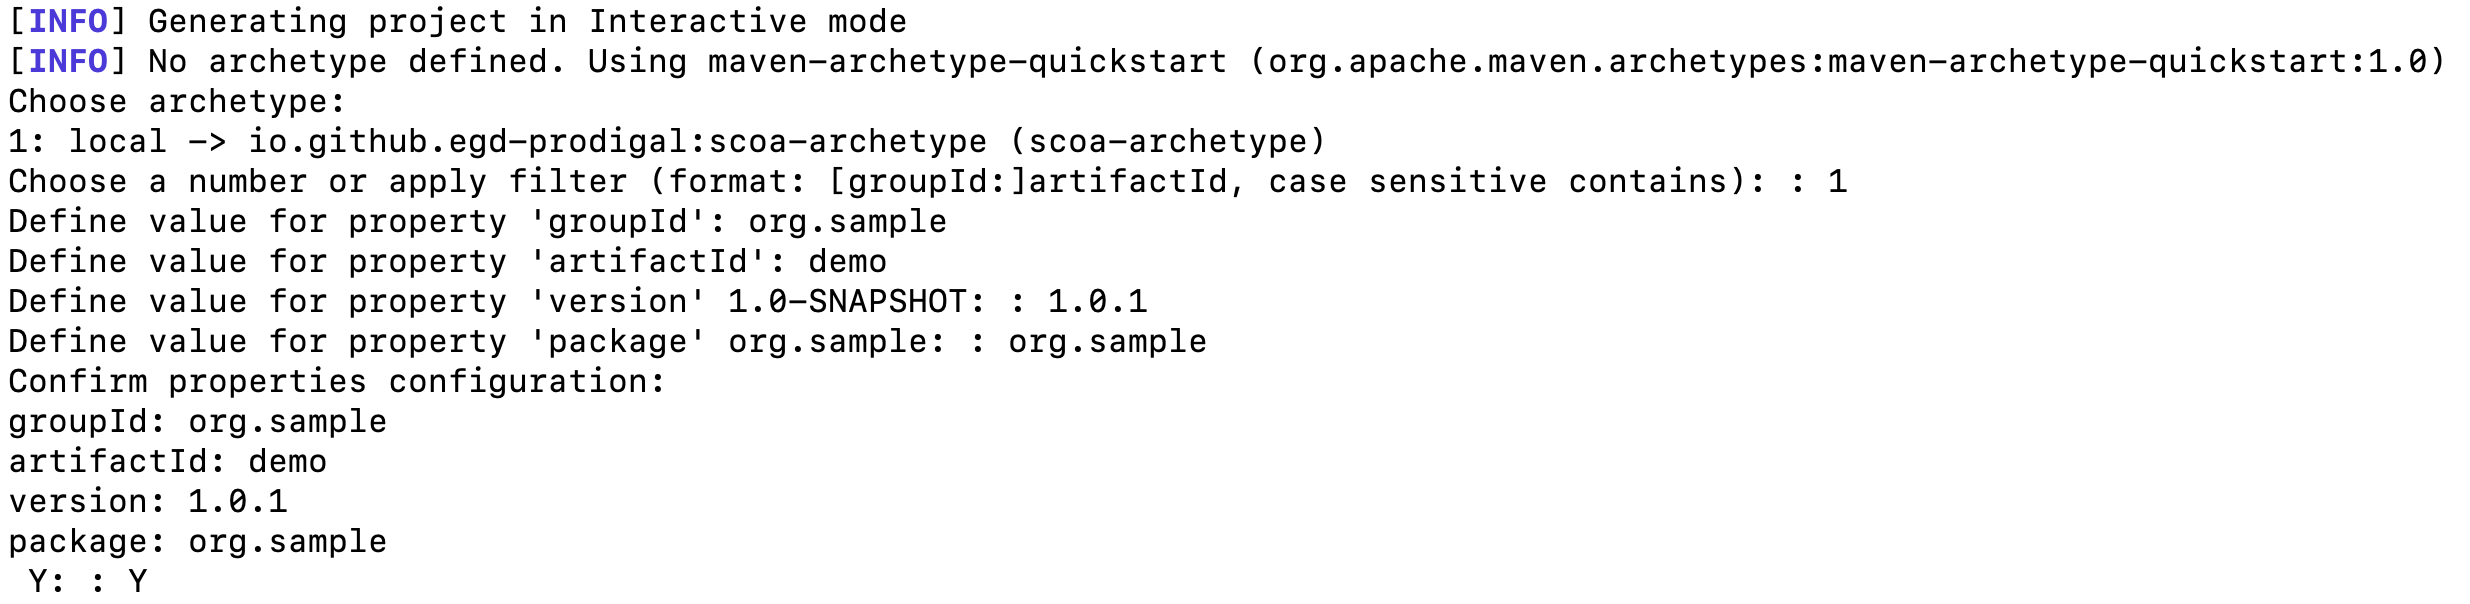 [INFO] Generating project in Interactive mode
[INFO] No archetype defined. Using maven-archetype-quickstart (org.apache.maven.archetypes:maven-archetype-quickstart:1.0)
Choose archetype:
1: local -> io.github.egd-prodigal:scoa-archetype (scoa-archetype)
Choose a number or apply filter (format: [groupId:]artifactId, case sensitive contains): : 1
Define value for property 'groupId': org.sample
Define value for property 'artifactId': demo
Define value for property 'version' 1.0-SNAPSHOT: : 1.0.1
Define value for property 'package' org.sample: : org.sample
Confirm properties configuration:
groupId: org.sample
artifactId: demo
version: 1.0.1
package: org.sample
 Y: : Y